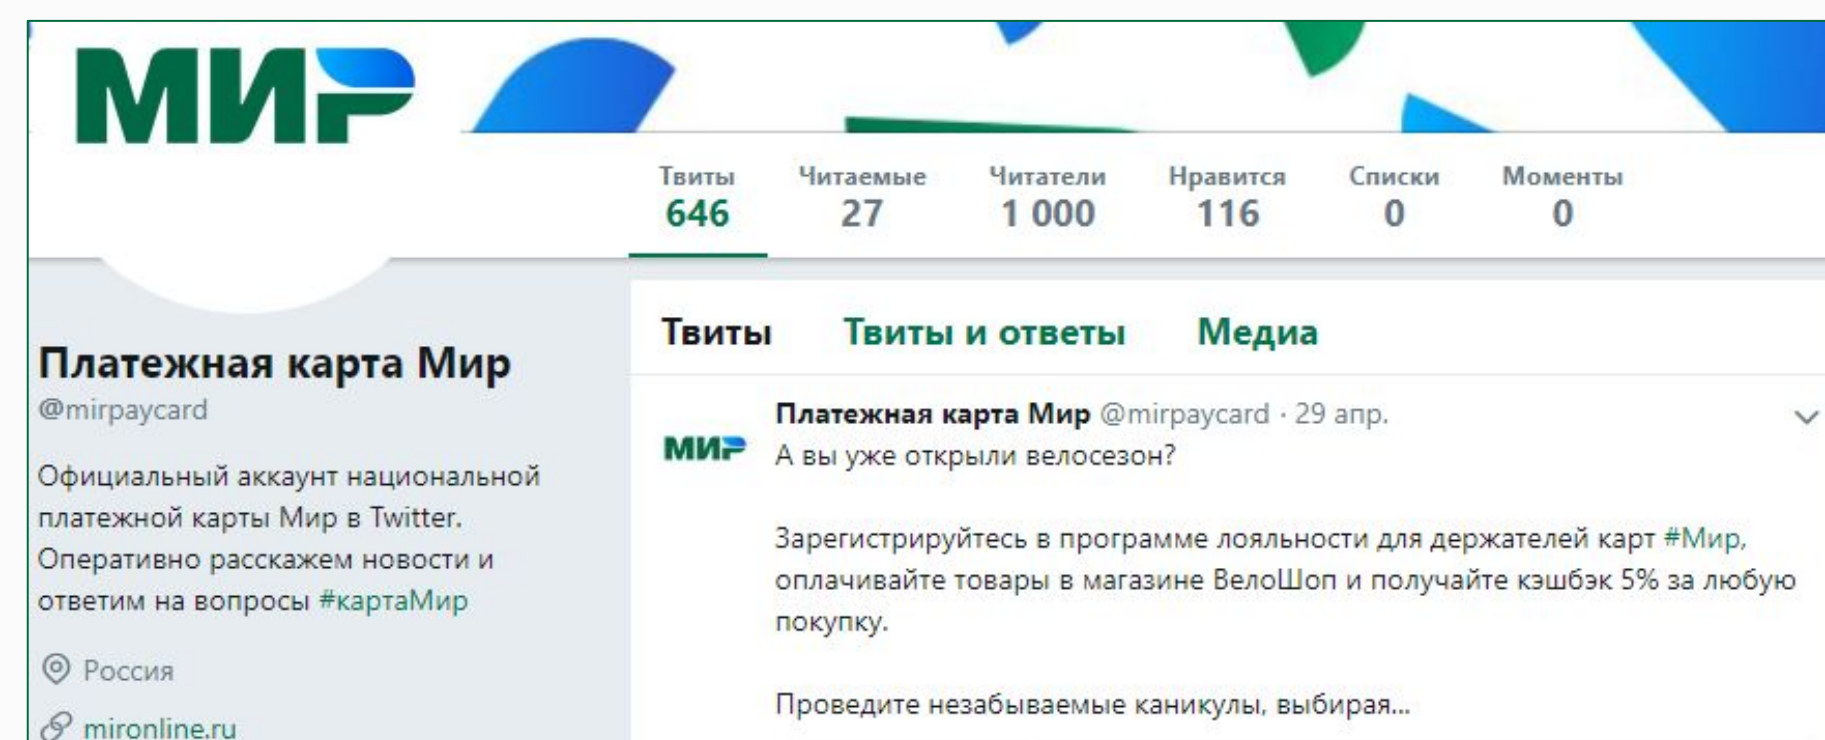 МИР
Твиты Читаемые Читатели Нравится Списки Моменты
646 27 1 000 116 0 0
Платежная карта Мир
@mirpaycard
Официальный аккаунт национальной
платежной карты Мир в Twitter.
Оперативно расскажем новости и
ответим на вопросы #картаМир
Россия
mironline.ru
Твиты Твиты и ответы Медиа
МИР
Платежная карта Мир @mirpaycard · 29 апр.
А вы уже открыли велосезон?
Зарегистрируйтесь в программе лояльности для держателей карт #Мир,
оплачивайте товары в магазине ВелоШоп и получайте кэшбэк 5% за любую
покупку.
Проведите незабываемые каникулы, выбирая...